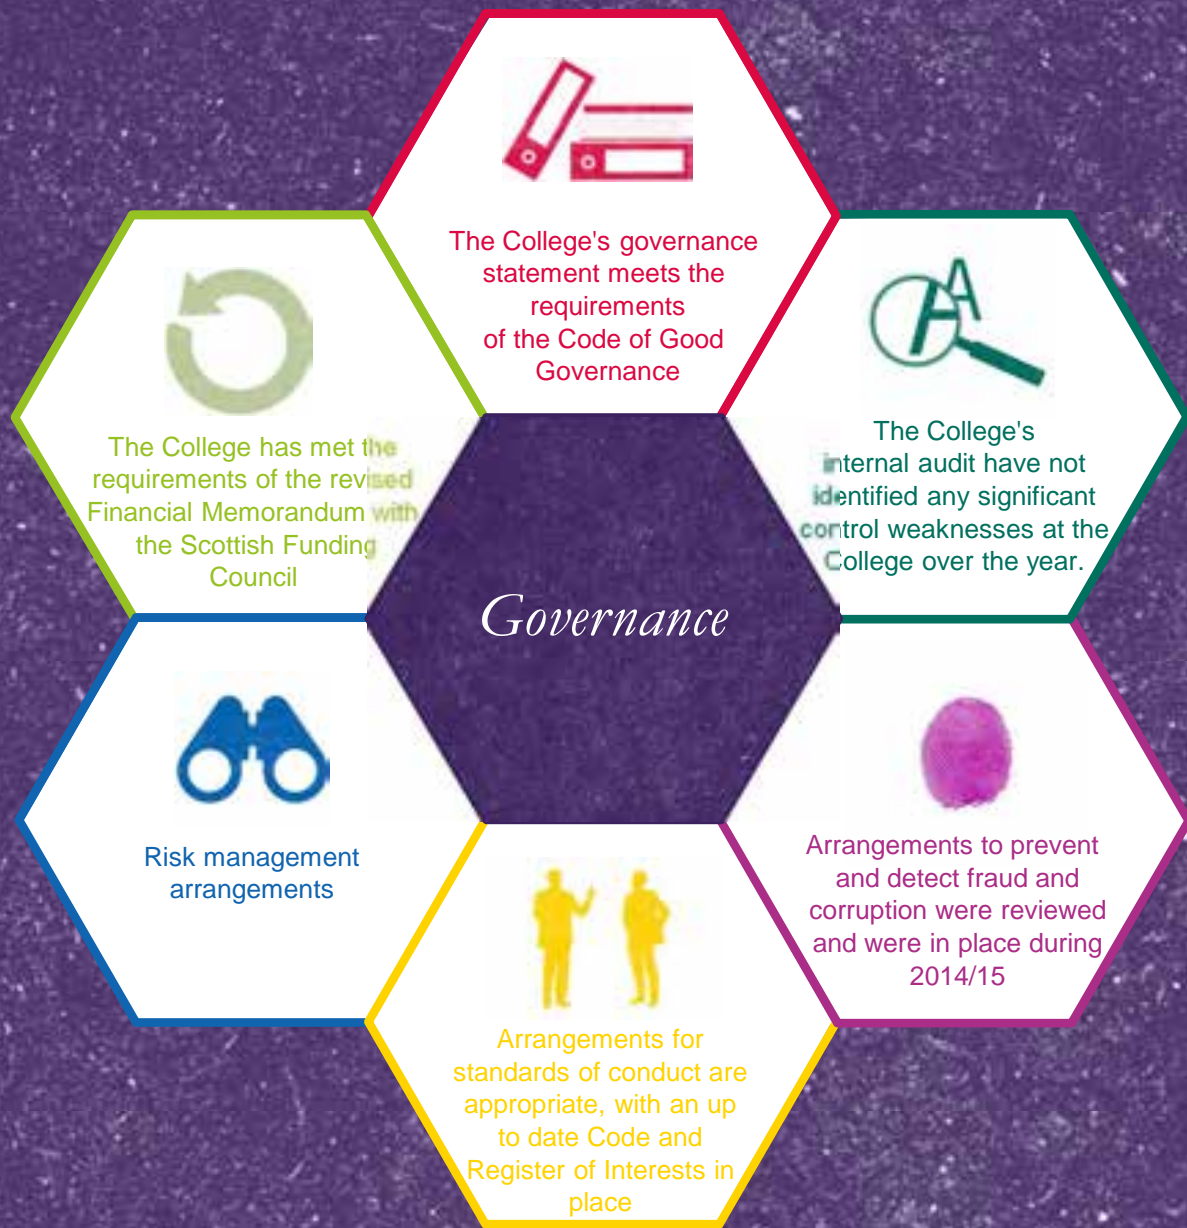 The College's governance
statement meets the
requirements
of the Code of Good
Governance
The College has met the
requirements of the revised
Financial Memorandum with
the Scottish Funding
Council
The College's
internal audit have not
identified any significant
control weaknesses at the
College over the year.
Governance
Risk management
arrangements
Arrangements to prevent
and detect fraud and
corruption were reviewed
and were in place during
2014/15
Arrangements for
standards of conduct are
appropriate, with an up
to date Code and
Register of Interests in
place